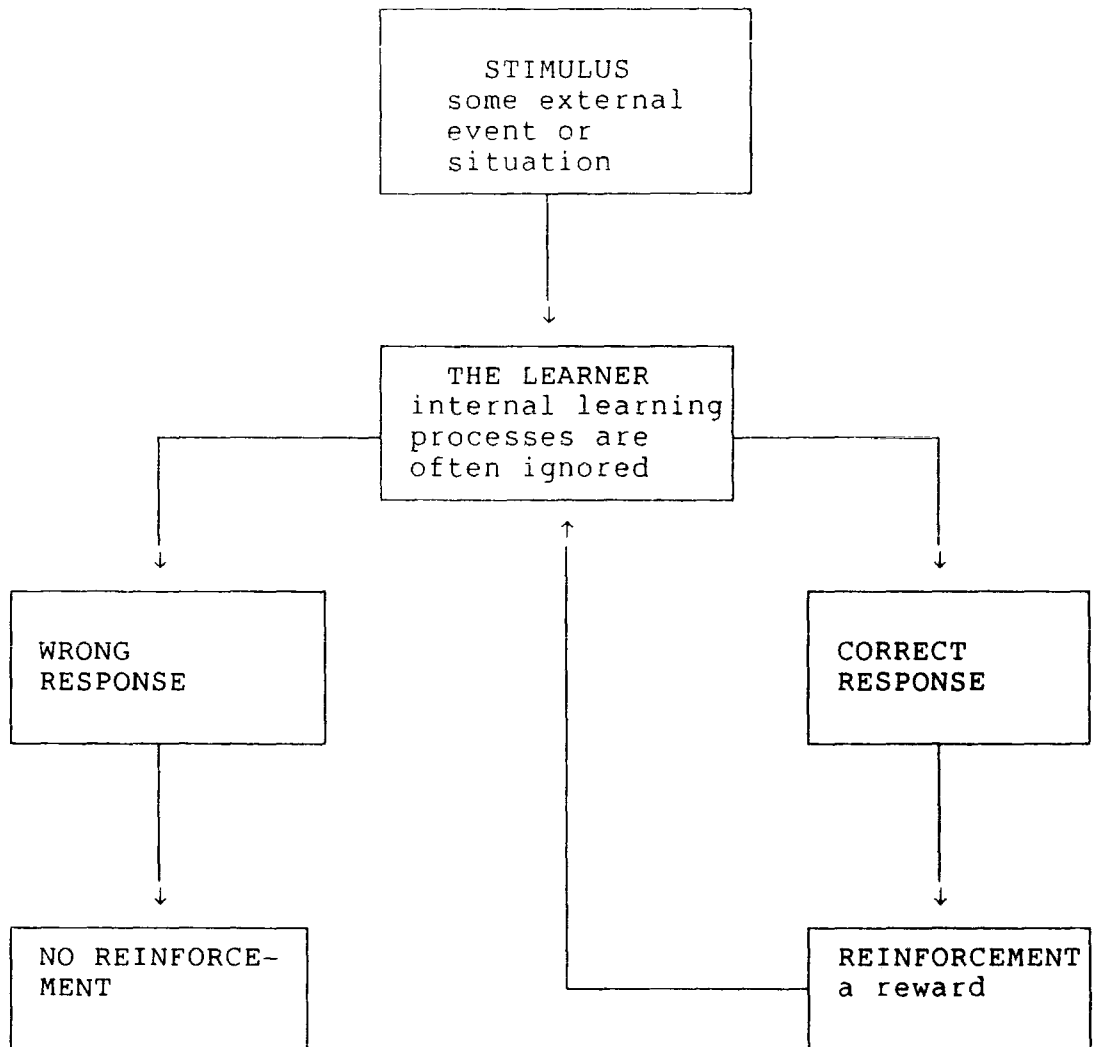 STIMULUS
some external
event or
situation
THE LEARNER
internal learning
processes are
often ignored
WRONG
RESPONSE
CORRECT
RESPONSE
NO REINFORCE-
MENT
REINFORCEMENT
a reward